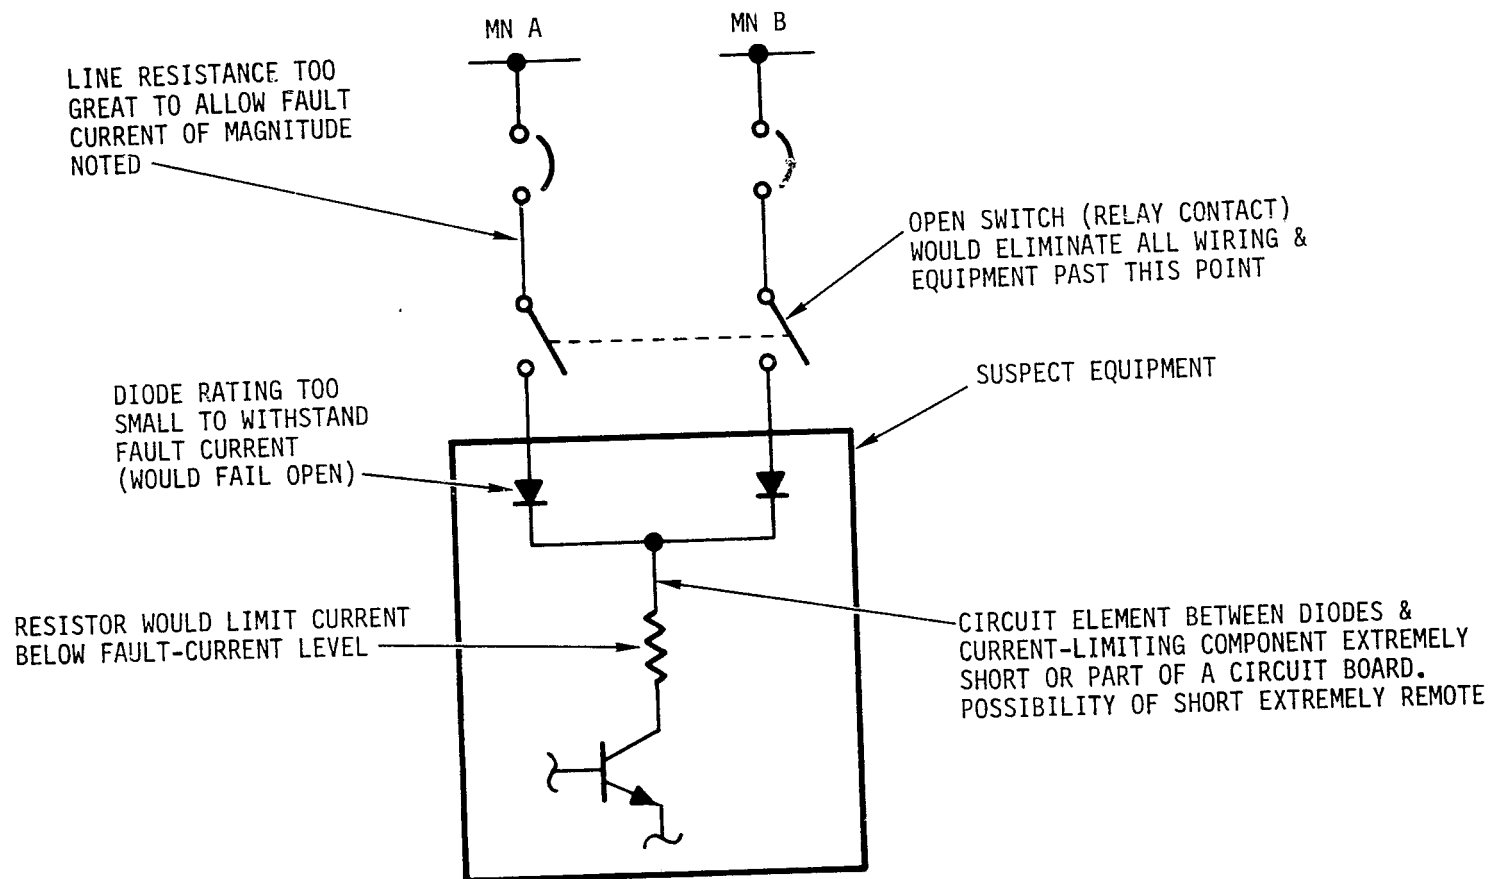 MN A
MN B
LINE RESISTANCE TOO
GREAT TO ALLOW FAULT
CURRENT OF MAGNITUDE
NOTED
OPEN SWITCH (RELAY CONTACT)
WOULD ELIMINATE ALL WIRING &
EQUIPMENT PAST THIS POINT
SUSPECT EQUIPMENT
DIODE RATING TOO
SMALL TO WITHSTAND
FAULT CURRENT
(WOULD FAIL OPEN)
RESISTOR WOULD LIMIT CURRENT
BELOW FAULT-CURRENT LEVEL
CIRCUIT ELEMENT BETWEEN DIODES &
CURRENT-LIMITING COMPONENT EXTREMELY
SHORT OR PART OF A CIRCUIT BOARD.
POSSIBILITY OF SHORT EXTREMELY REMOTE